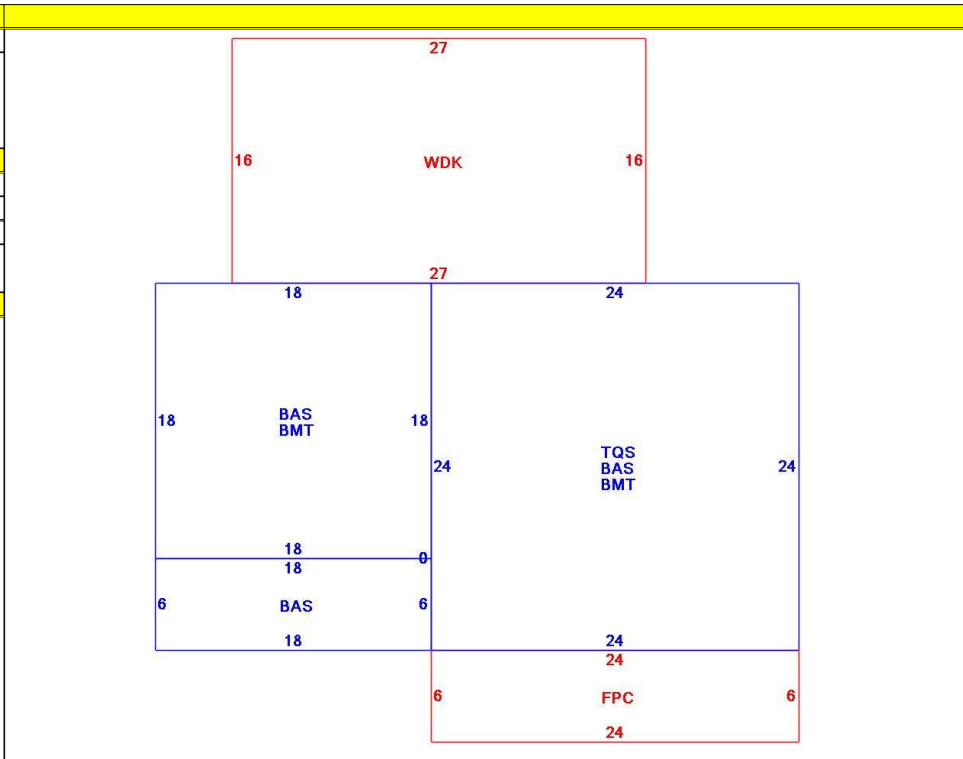 27
16 WDK 16
27
18 24
BAS
BMT
18 18
TQS
BAS
BMT
24 24
18 0
18
6 BAS 6
18 24
24
6 FPC 6
24